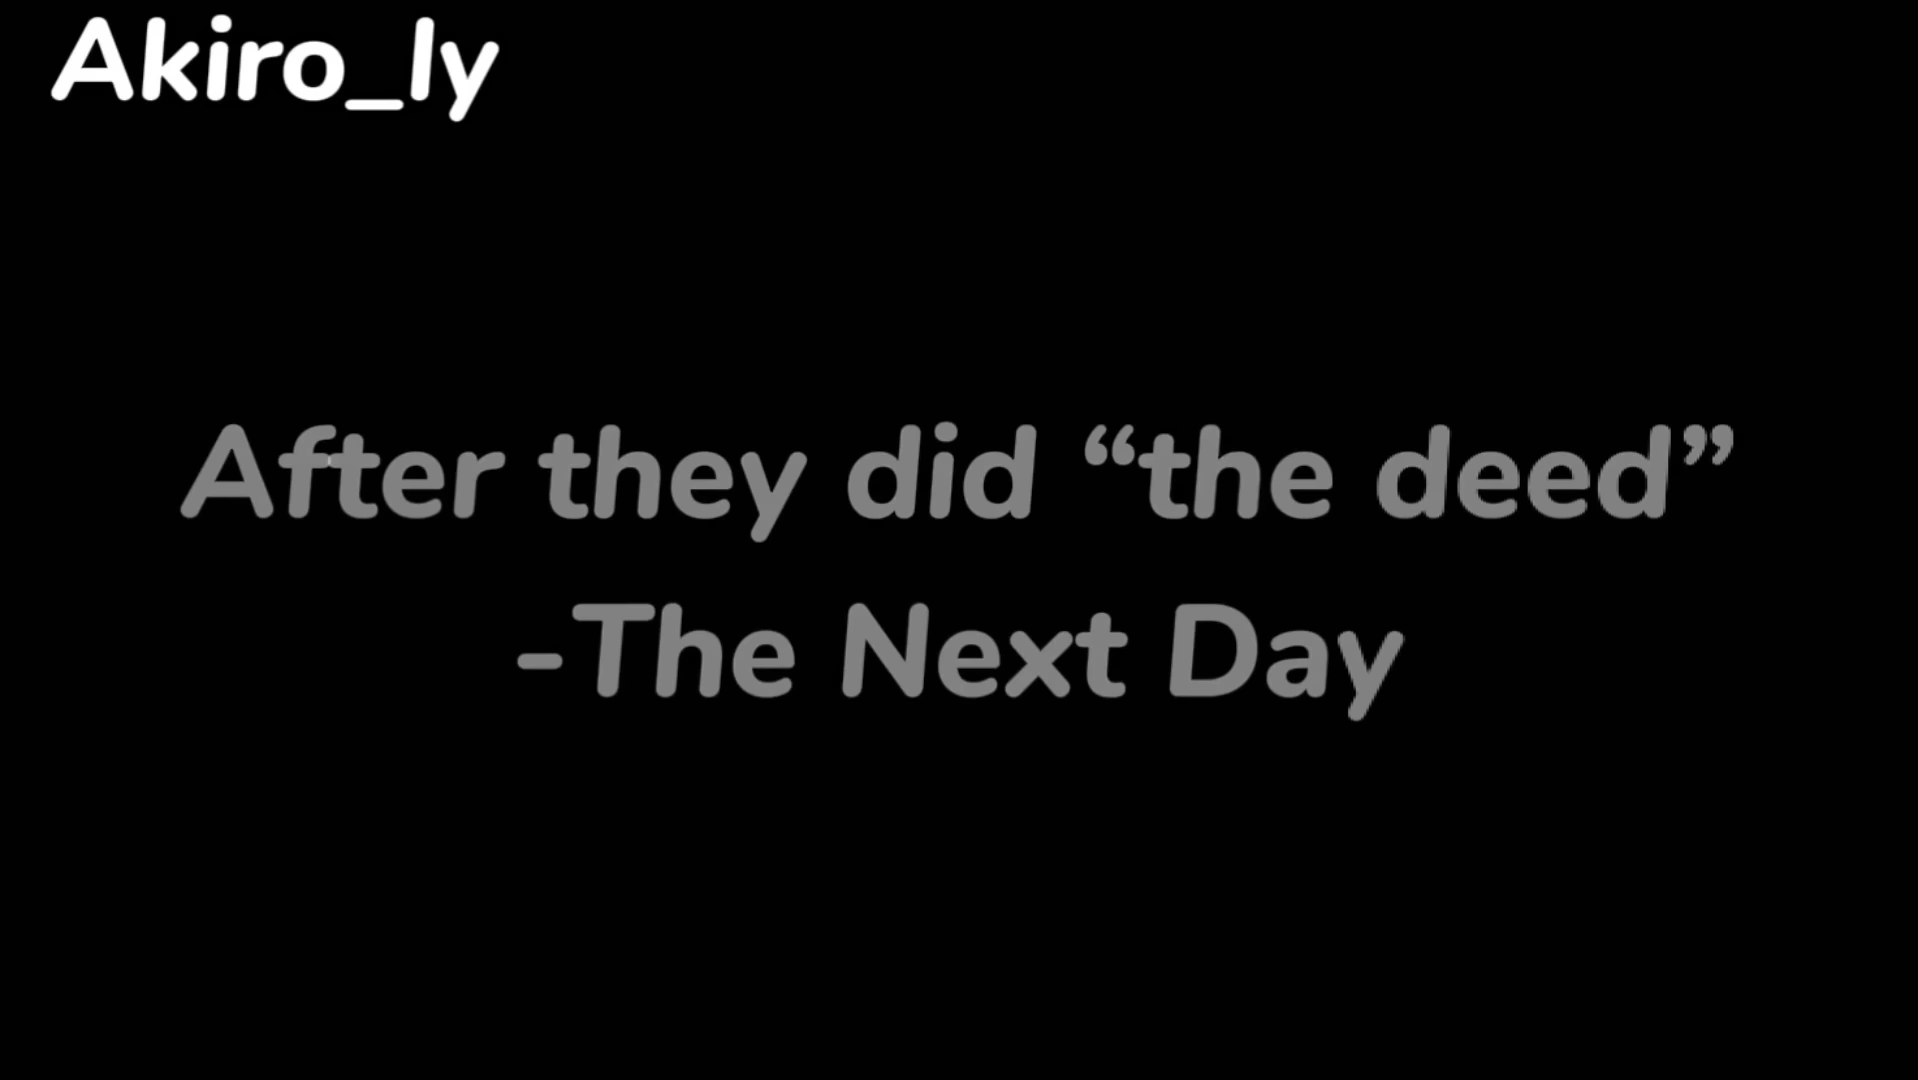 Akiro_ly
After they did “the deed”
-The Next Day